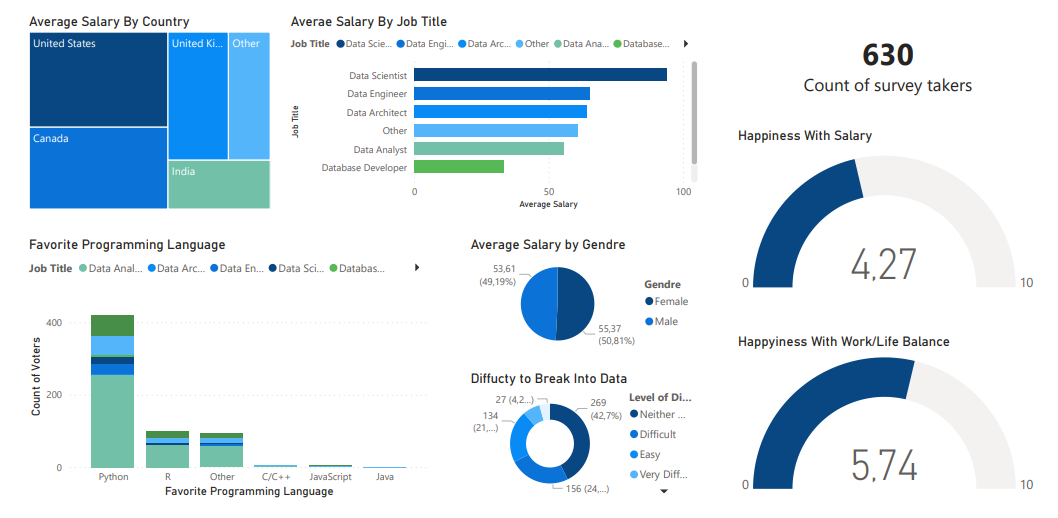 Average Salary By Country
United States
United Ki...
Other
Canada
India
Averae Salary By Job Title
Job Title Data Scie... Data Engi... Data Arc... Other Data Ana... Database...
Job Title
Data Scientist
Data Engineer
Data Architect
Other
Data Analyst
Database Developer
0 50 100
Average Salary
630
Count of survey takers
Happiness With Salary
4,27
0 10
Favorite Programming Language
Job Title Data Anal... Data Arc... Data En... Data Sci... Databas...
Count of Voters
400
200
0
Python R Other C/C++ JavaScript Java
Favorite Programming Language
Average Salary by Gendre
53,61
(49,19%)
55,37
(50,81%)
Gendre
Female
Male
Diffucty to Break Into Data
27 (4,2...)
134
(21,...)
269
(42,7%)
156 (24,...)
Level of Di...
Neither ...
Difficult
Easy
Very Diff...
Happyiness With Work/Life Balance
5,74
0 10